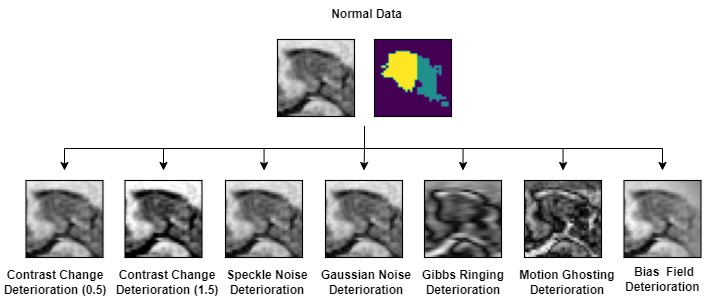 Normal Data
Contrast Change
Deterioration (0.5)
Contrast Change
Deterioration (1.5)
Speckle Noise
Deterioration
Gaussian Noise
Deterioration
Gibbs Ringing
Deterioration
Motion Ghosting
Deterioration
Bias Field
Deterioration